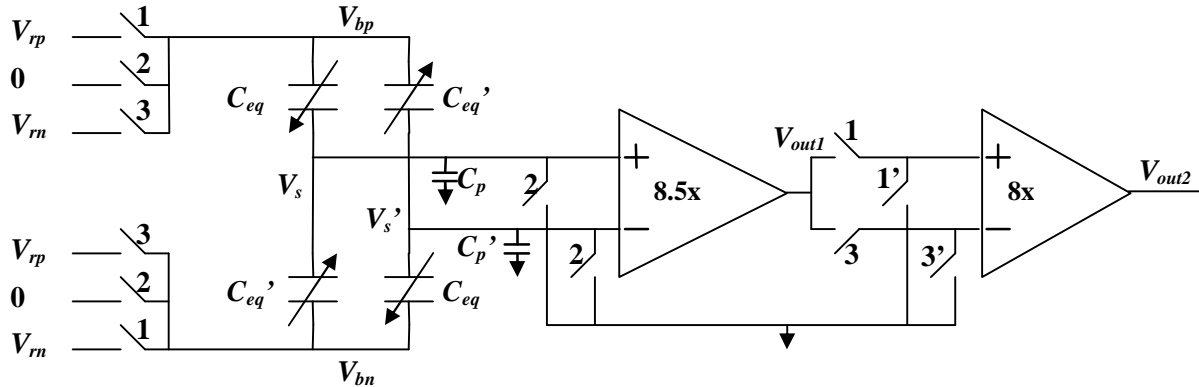 V_rp 1
0 2
V_rn 3
V_bp
C_eq
C_eq'
V_s
V_s'
C_p
C_p'
2
2
+
−
8.5x
V_out1
1
3
1'
3'
+
−
8x
V_out2
V_rp 3
0 2
V_rn 1
C_eq'
C_eq
V_bn